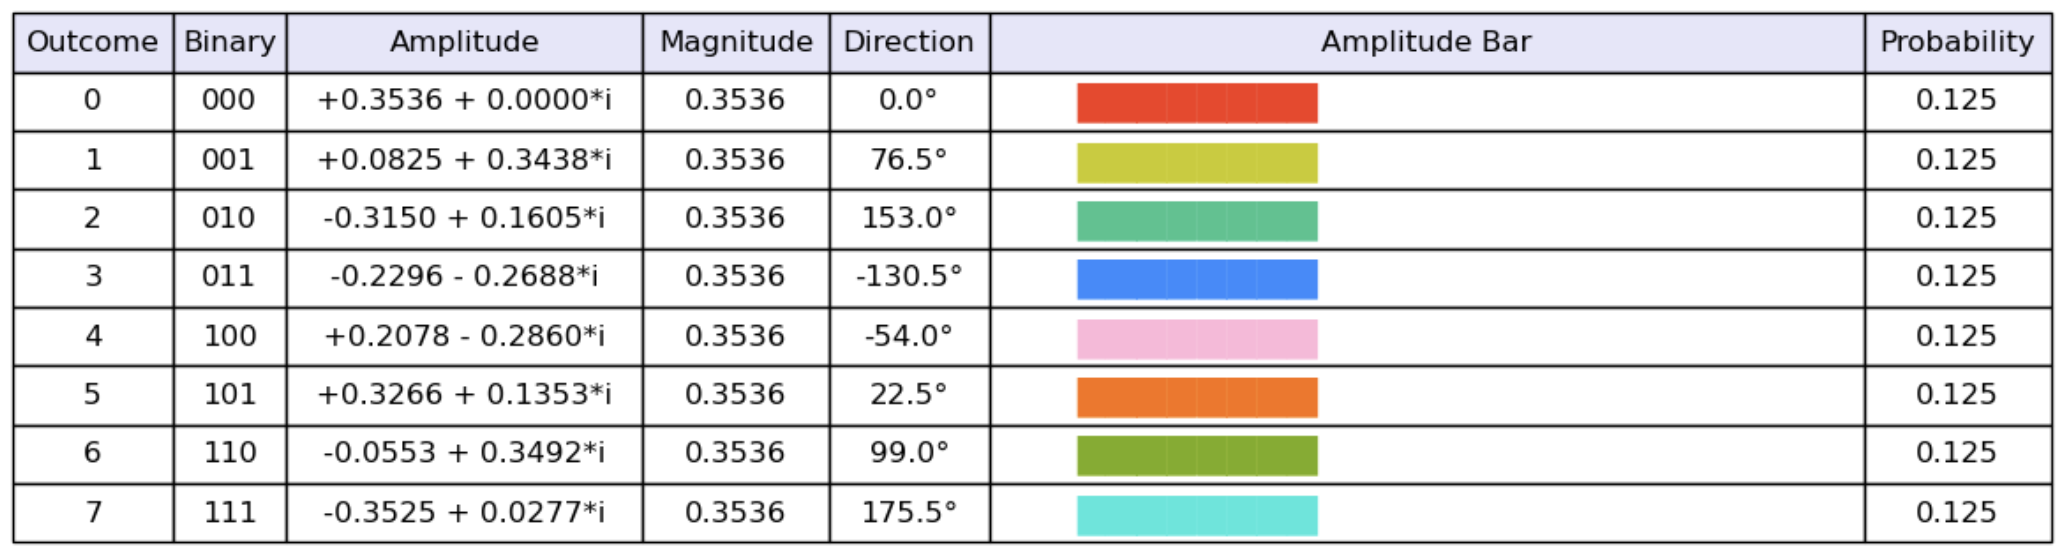 Outcome Binary Amplitude Magnitude Direction Amplitude Bar Probability
0 000 +0.3536 + 0.0000*i 0.3536 0.0° 0.125
1 001 +0.0825 + 0.3438*i 0.3536 76.5° 0.125
2 010 -0.3150 + 0.1605*i 0.3536 153.0° 0.125
3 011 -0.2296 - 0.2688*i 0.3536 -130.5° 0.125
4 100 +0.2078 - 0.2860*i 0.3536 -54.0° 0.125
5 101 +0.3266 + 0.1353*i 0.3536 22.5° 0.125
6 110 -0.0553 + 0.3492*i 0.3536 99.0° 0.125
7 111 -0.3525 + 0.0277*i 0.3536 175.5° 0.125